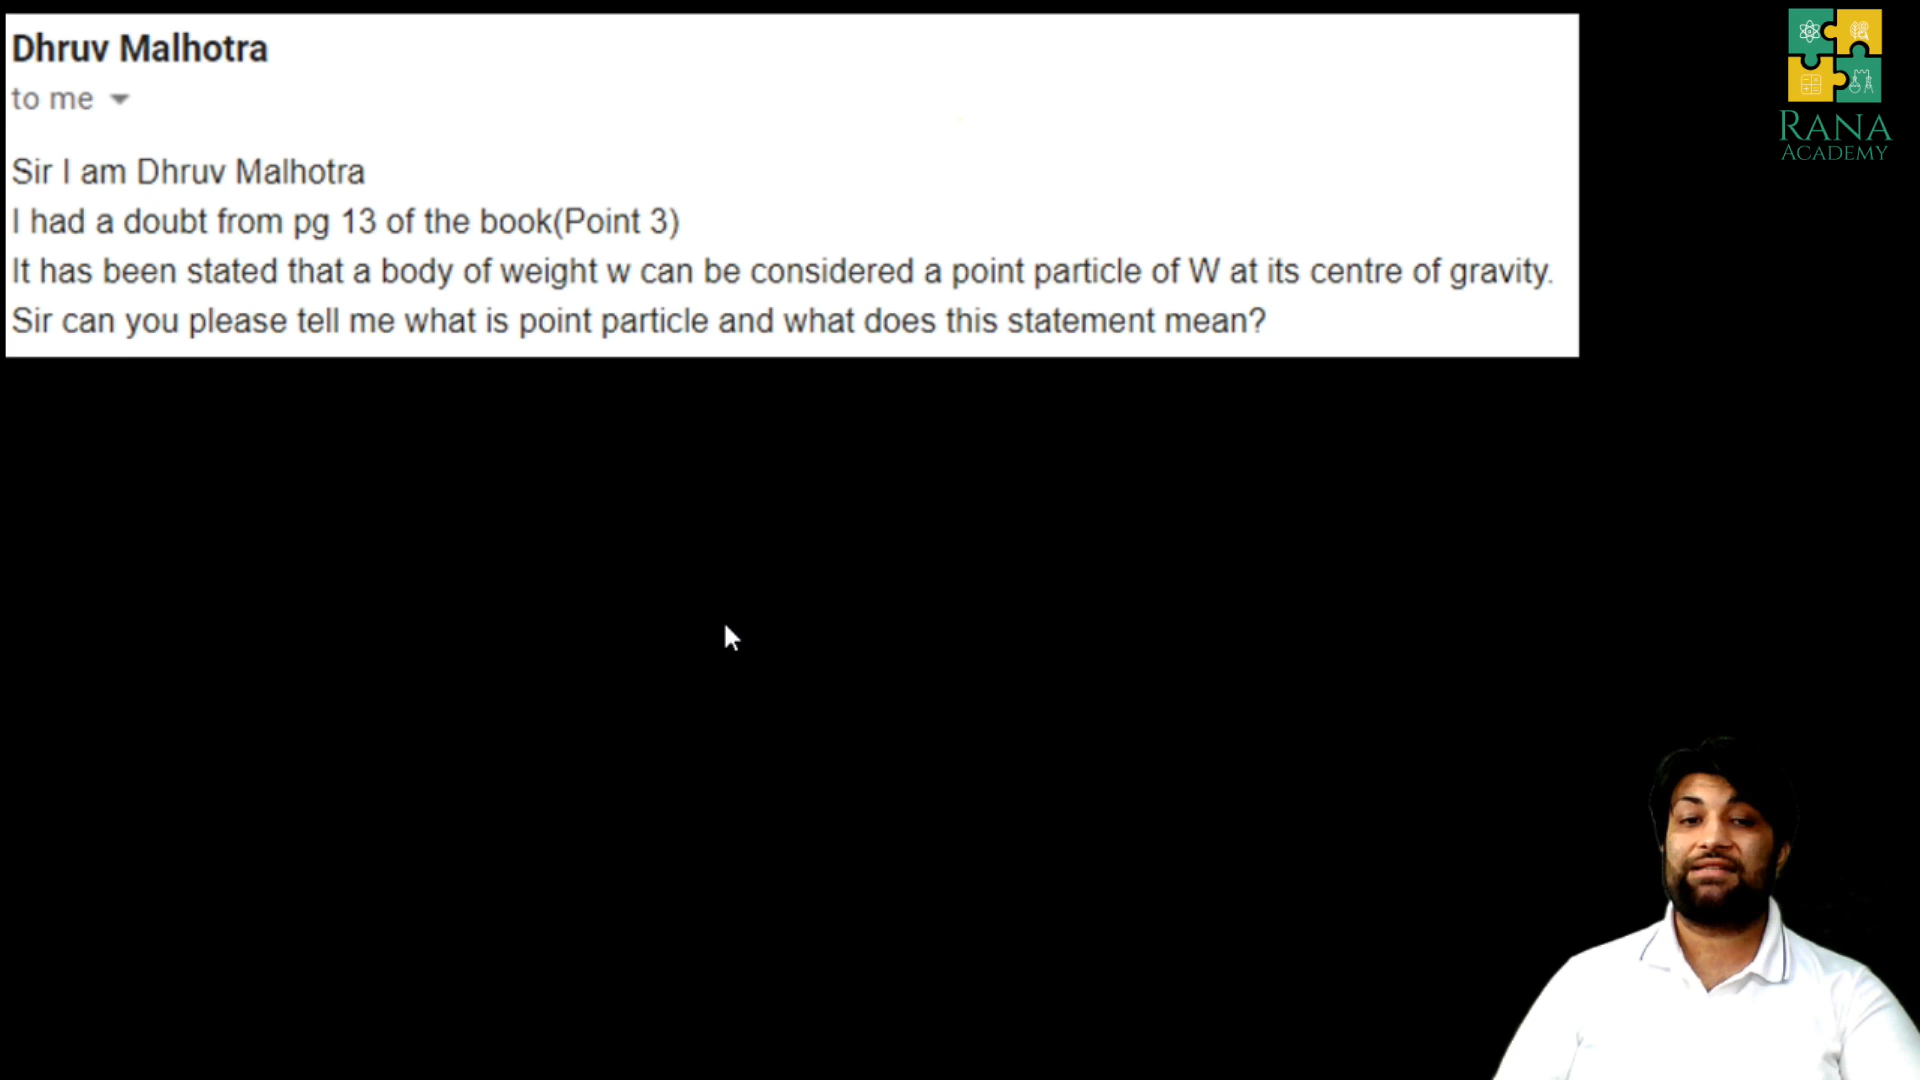 Dhruv Malhotra
to me
Sir I am Dhruv Malhotra
I had a doubt from pg 13 of the book(Point 3)
It has been stated that a body of weight w can be considered a point particle of W at its centre of gravity.
Sir can you please tell me what is point particle and what does this statement mean?
RANA
ACADEMY